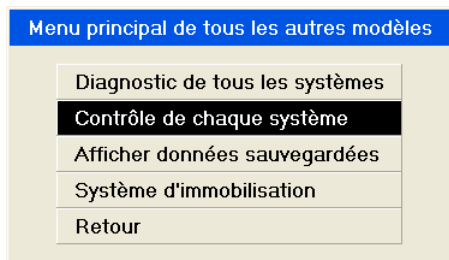 Menu principal de tous les autres modèles
Diagnostic de tous les systèmes
Contrôle de chaque système
Afficher données sauvegardées
Système d'immobilisation
Retour